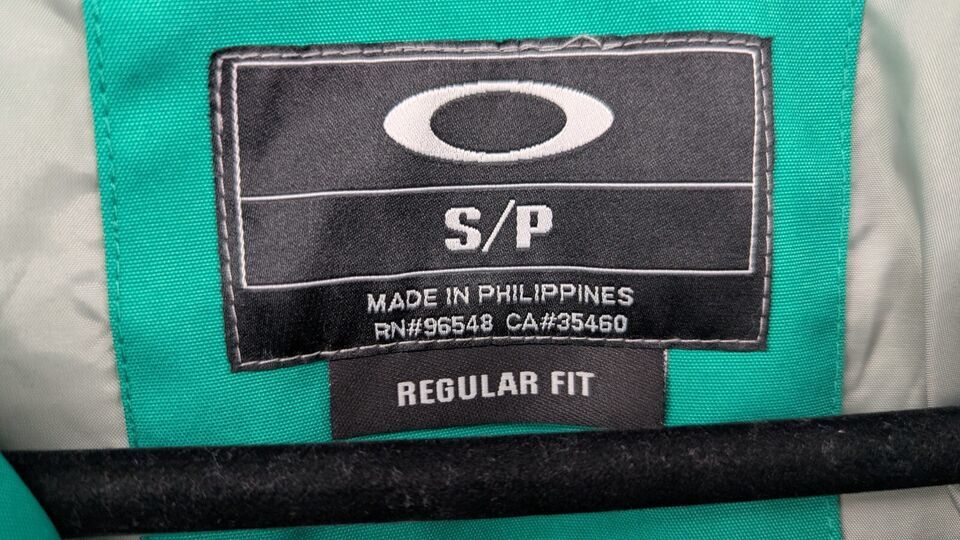 S/P
MADE IN PHILIPPINES
RN#96548 CA#35460
REGULAR FIT